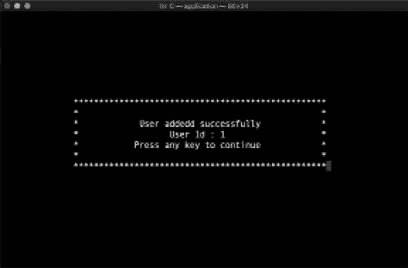 User addedd successfully
User Id : 1
Press any key to continue